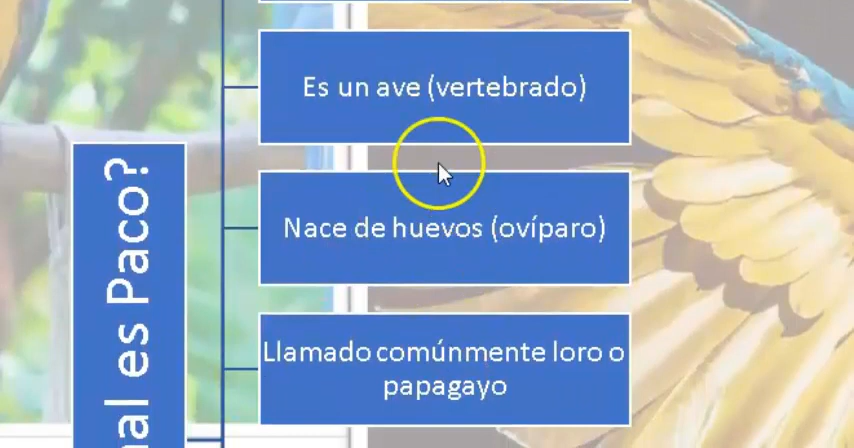 Es un ave (vertebrado)
nal es Paco?
Nace de huevos (ovíparo)
Llamado comúnmente loro o
papagayo